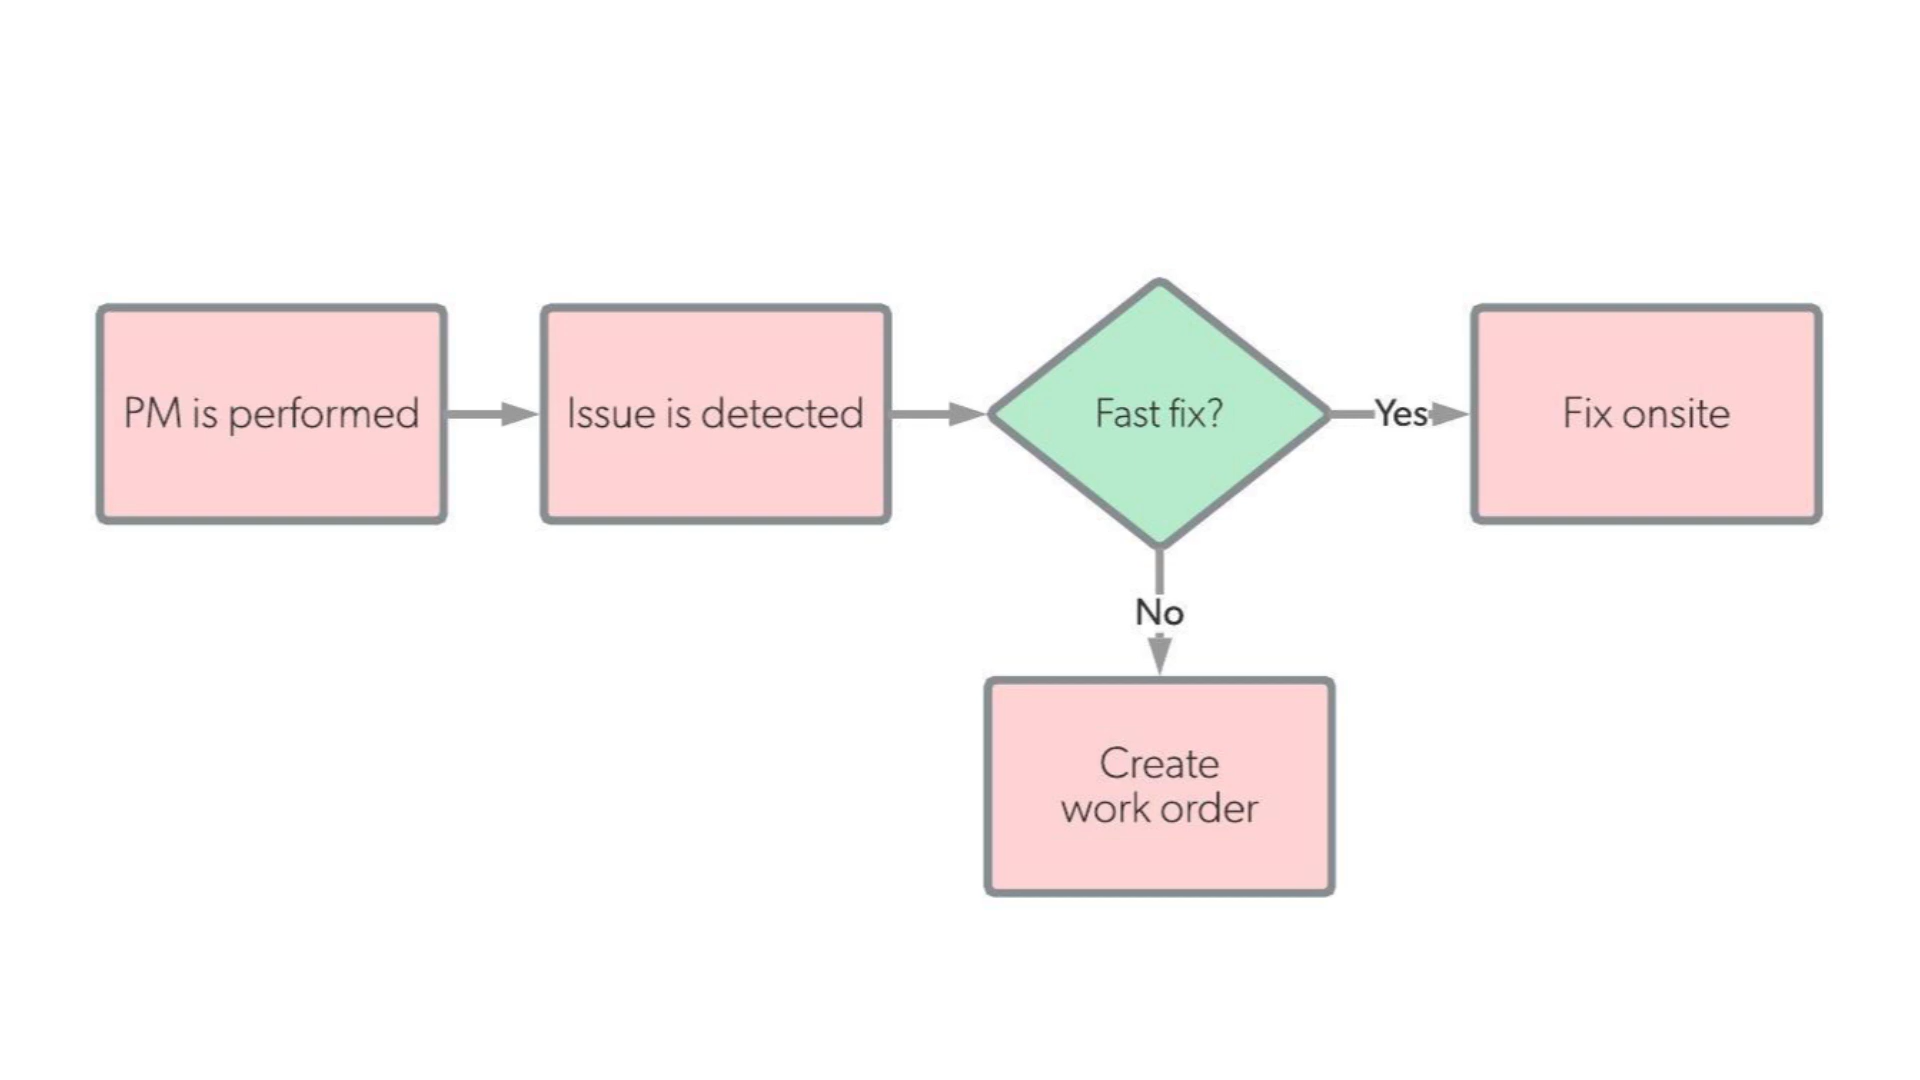 PM is performed
Issue is detected
Fast fix?
Yes
Fix onsite
No
Create
work order